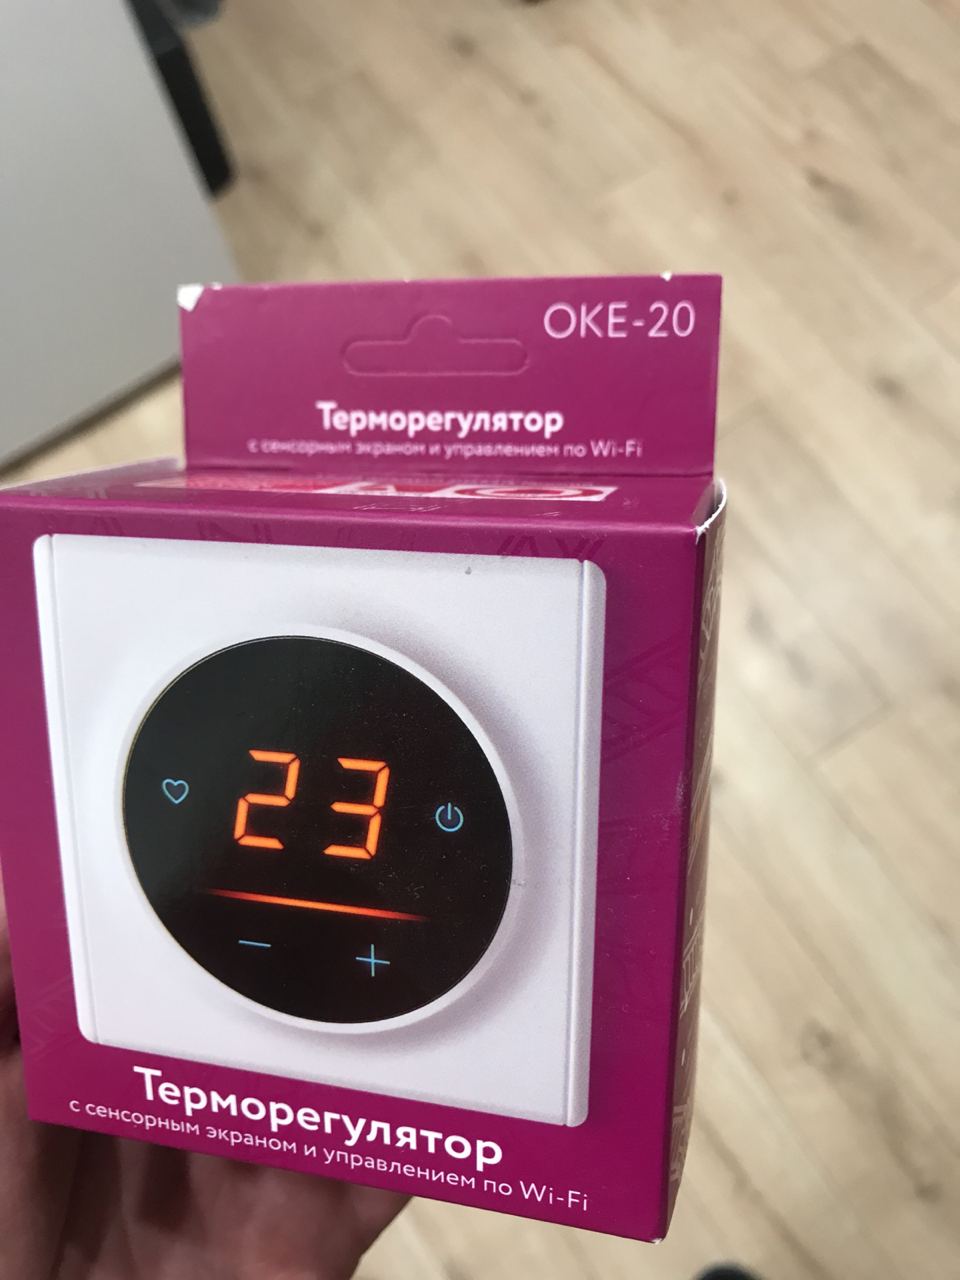 OKE-20
Терморегулятор
с сенсорным экраном и управлением по Wi-Fi
23
Терморегулятор
с сенсорным экраном и управлением по Wi-Fi